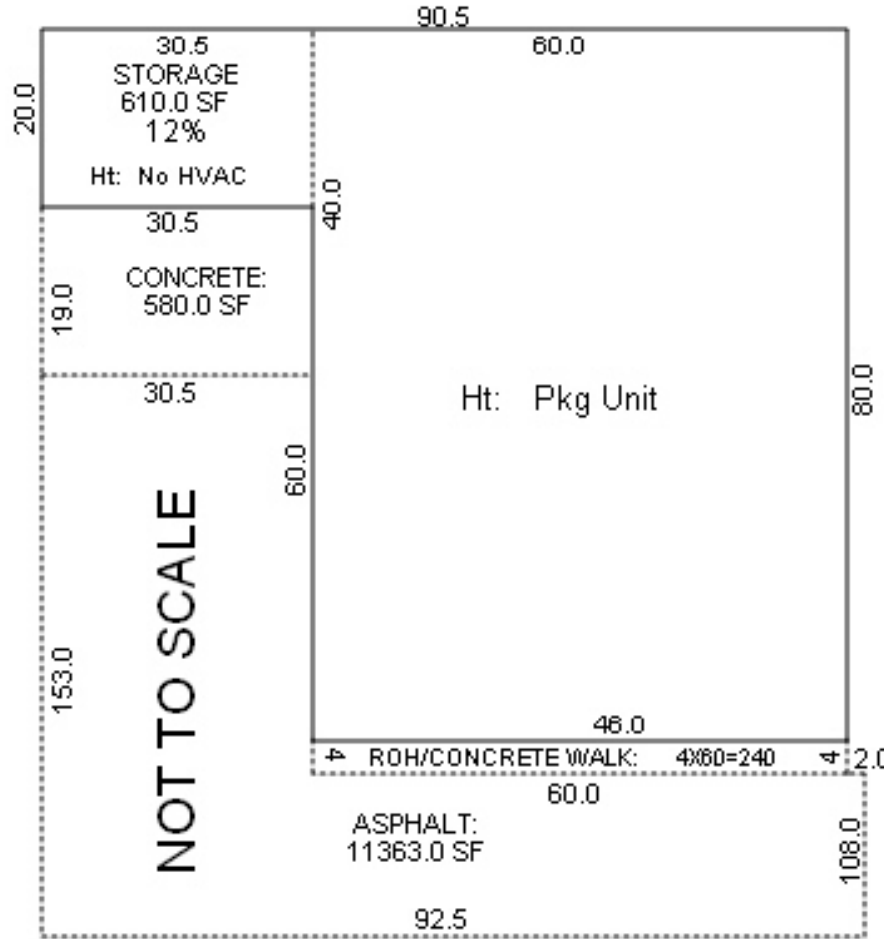 90.5
30.5
60.0
STORAGE
610.0 SF
12%
20.0
Ht: No HVAC
40.0
30.5
CONCRETE:
580.0 SF
19.0
30.5
Ht: Pkg Unit
80.0
60.0
NOT TO SCALE
153.0
46.0
4
ROH/CONCRETE WALK: 4X60=240
4
2.0
60.0
ASPHALT:
11363.0 SF
108.0
92.5